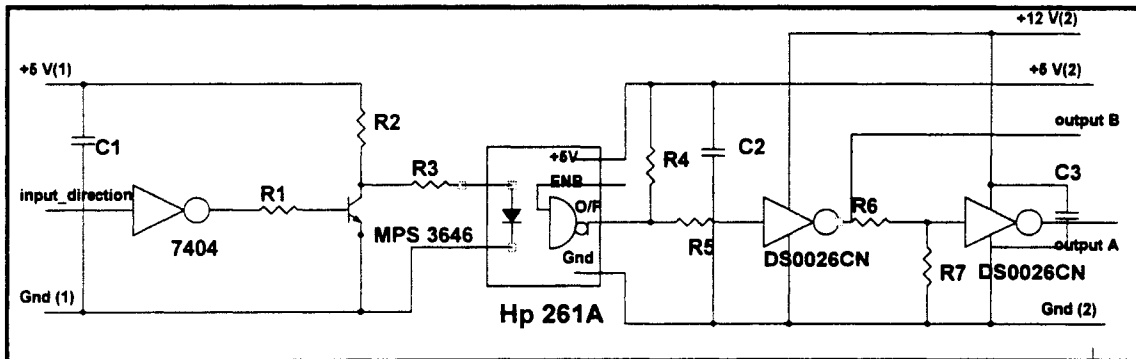 +12 V(2)
+5 V(1)
+5 V(2)
R2
output B
C1
R3
+5V
R4
C2
C3
ENB
input_direction
R1
O/P
R6
7404
MPS 3646
R5
DS0026CN
output A
Gnd
R7
DS0026CN
Gnd (1)
Hp 261A
Gnd (2)